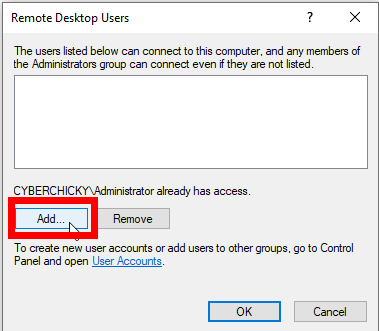 Remote Desktop Users
The users listed below can connect to this computer, and any members of
the Administrators group can connect even if they are not listed.
CYBERCHICKY\Administrator already has access.
Add... Remove
To create new user accounts or add users to other groups, go to Control
Panel and open User Accounts.
OK Cancel